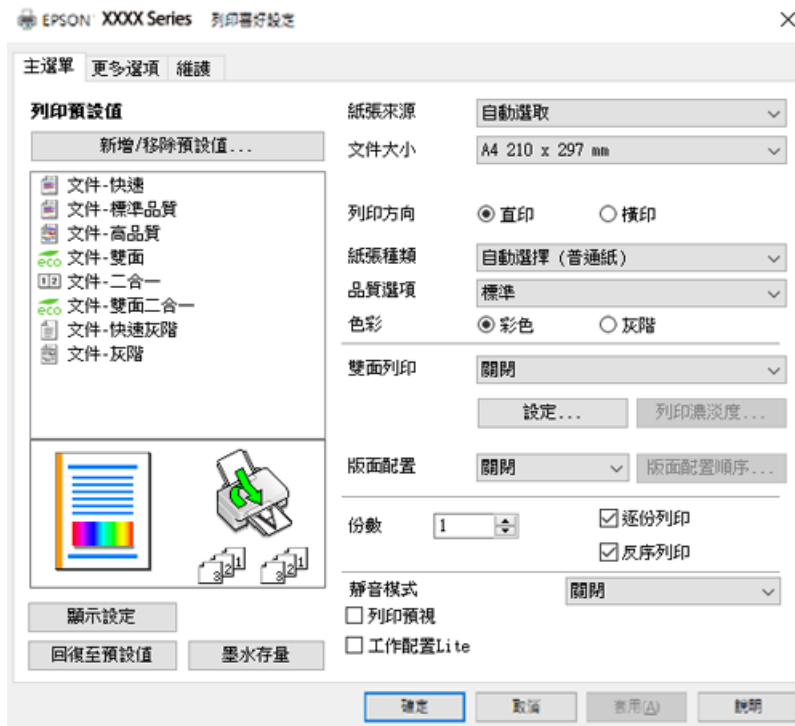 EPSON XXXX Series 列印喜好設定
主選單 更多選項 維護
列印預設值
新增/移除預設值...
文件-快速
文件-標準品質
文件-高品質
eco 文件-雙面
1 2 文件-二合一
eco 文件-雙面二合一
文件-快速灰階
文件-灰階
3 2 1 3 2 1
顯示設定
回復至預設值 墨水存量
紙張來源 自動選取
文件大小 A4 210 x 297 mm
列印方向 直印 橫印
紙張種類 自動選擇 (普通紙)
品質選項 標準
色彩 彩色 灰階
雙面列印 關閉
設定... 列印濃淡度...
版面配置 關閉 版面配置順序...
份數 1 逐份列印
反序列印
靜音模式 關閉
列印預視
工作配置Lite
確定 取消 套用(A) 說明